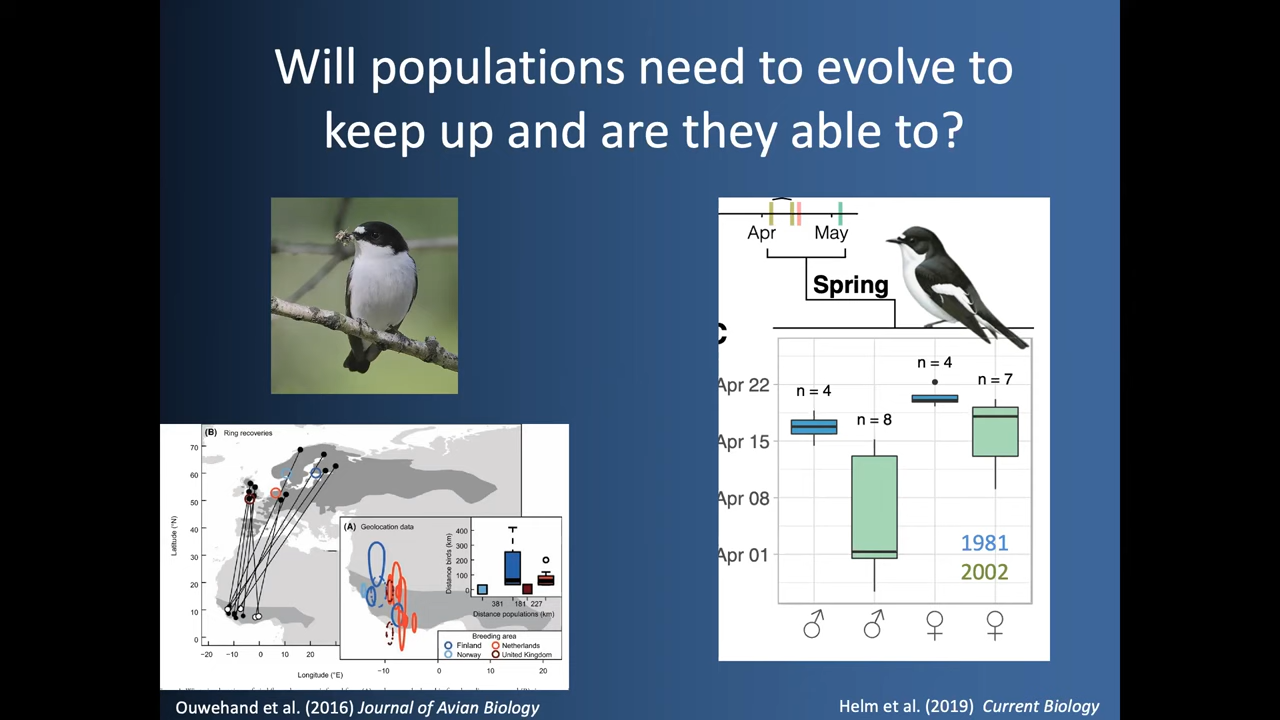 Will populations need to evolve to
keep up and are they able to?
Apr May
Spring
C
n = 4
n = 8
n = 4
n = 7
Apr 22
Apr 15
Apr 08
Apr 01
1981
2002
♂ ♂ ♀ ♀
(B) Ring recoveries
Latitude (°N)
70
60
50
40
30
20
10
0
−20 −10 0 10 20
Longitude (°E)
(A) Geolocation data
Distance birds (km)
400
300
200
100
0
381 181 227
Distance populations (km)
Breeding area
Finland Netherlands
Norway United Kingdom
−10 0 10 20
Ouwehand et al. (2016) Journal of Avian Biology
Helm et al. (2019) Current Biology